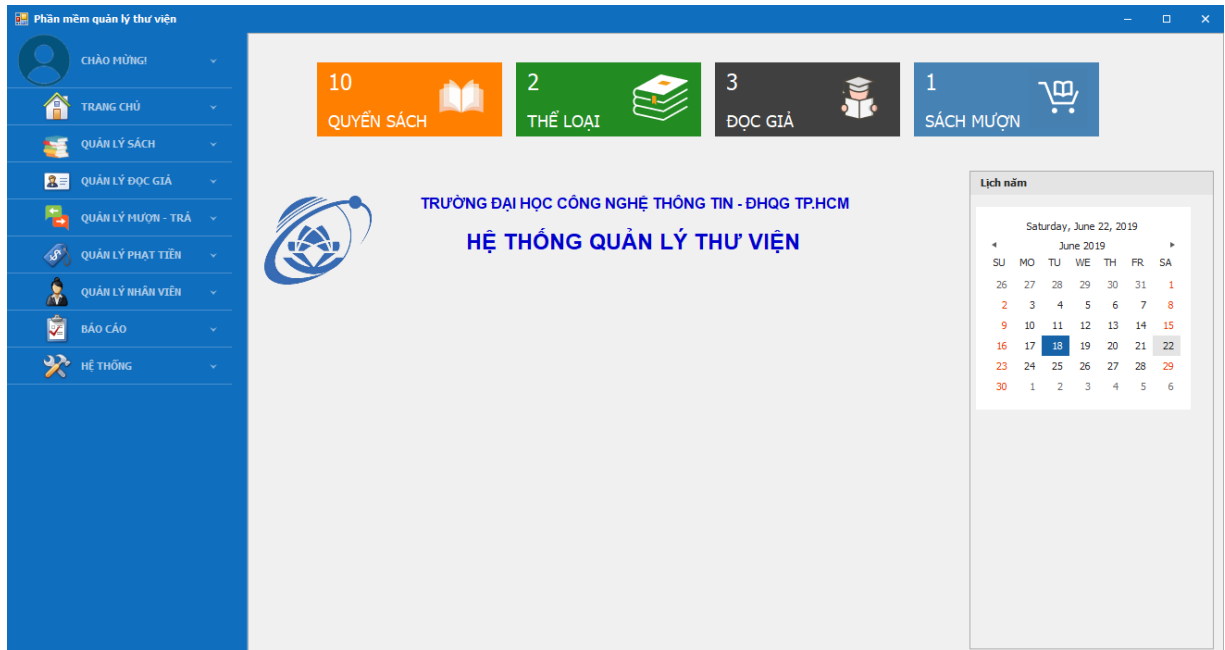 Phần mềm quản lý thư viện
CHÀO MỪNG!
TRANG CHỦ
QUẢN LÝ SÁCH
QUẢN LÝ ĐỌC GIẢ
QUẢN LÝ MƯỢN - TRẢ
QUẢN LÝ PHẠT TIỀN
QUẢN LÝ NHÂN VIÊN
BÁO CÁO
HỆ THỐNG
10
QUYỂN SÁCH
2
THỂ LOẠI
3
ĐỌC GIẢ
1
SÁCH MƯỢN
TRƯỜNG ĐẠI HỌC CÔNG NGHỆ THÔNG TIN - ĐHQG TP.HCM
HỆ THỐNG QUẢN LÝ THƯ VIỆN
Lịch năm
Saturday, June 22, 2019
June 2019
SU MO TU WE TH FR SA
26 27 28 29 30 31 1
2 3 4 5 6 7 8
9 10 11 12 13 14 15
16 17 18 19 20 21 22
23 24 25 26 27 28 29
30 1 2 3 4 5 6